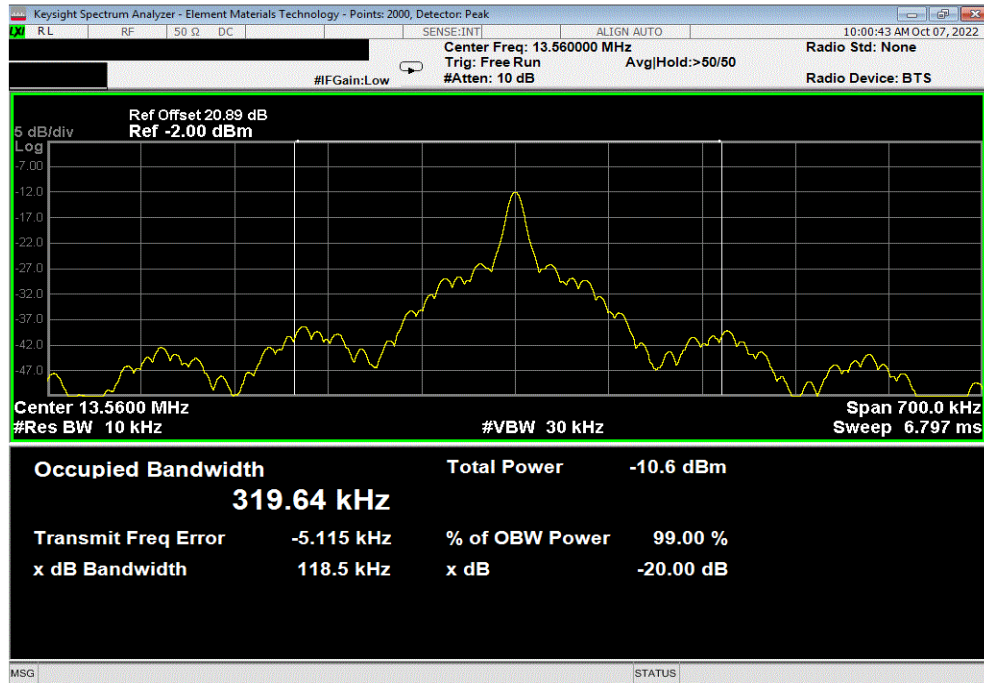 Keysight Spectrum Analyzer - Element Materials Technology - Points: 2000, Detector: Peak
LXI RL RF 50 Ω DC SENSE:INT ALIGN AUTO 10:00:43 AM Oct 07, 2022
Center Freq: 13.560000 MHz Radio Std: None
Trig: Free Run Avg|Hold:>50/50
#IFGain:Low #Atten: 10 dB Radio Device: BTS
Ref Offset 20.89 dB
5 dB/div Ref -2.00 dBm
Log
-7.00
-12.0
-17.0
-22.0
-27.0
-32.0
-37.0
-42.0
-47.0
Center 13.5600 MHz Span 700.0 kHz
#Res BW 10 kHz #VBW 30 kHz Sweep 6.797 ms
Occupied Bandwidth Total Power -10.6 dBm
319.64 kHz
Transmit Freq Error -5.115 kHz % of OBW Power 99.00 %
x dB Bandwidth 118.5 kHz x dB -20.00 dB
MSG STATUS